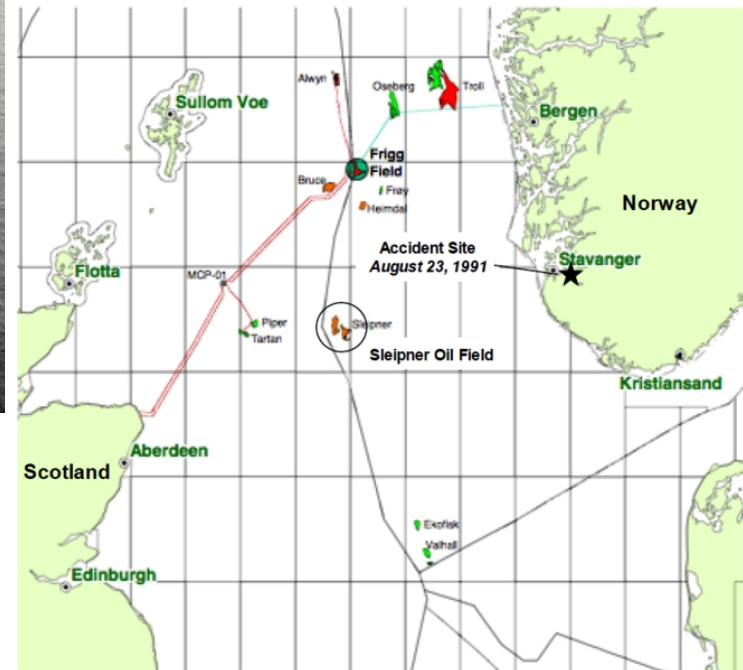 Alwyn
Oseberg
Troll
Sullom Voe
Bergen
Frigg
Field
Bruce
Frøy
Heimdal
Norway
Accident Site
August 23, 1991
Stavanger
Flotta
MCP-01
Piper
Tartan
Sleipner
Sleipner Oil Field
Kristiansand
Aberdeen
Scotland
Ekofisk
Valhall
Edinburgh